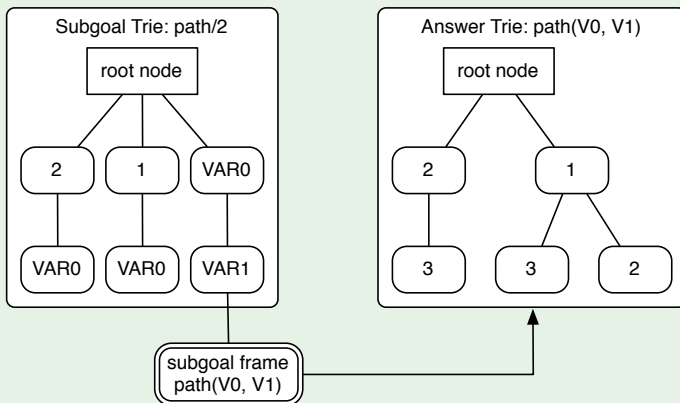 Subgoal Trie: path/2
root node
2
1
VAR0
VAR0
VAR0
VAR1
subgoal frame
path(V0, V1)
Answer Trie: path(V0, V1)
root node
2
1
3
3
2